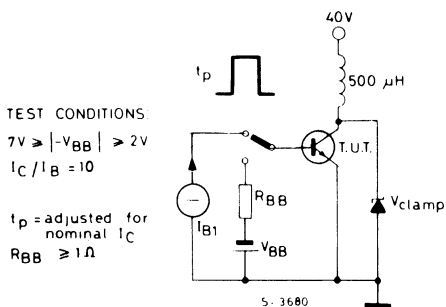 40V
tp
500 μH
TEST CONDITIONS:
7V ⩾ |-VBB| ⩾ 2V
IC/IB = 10
T.U.T.
RBB
Vclamp
tp = adjusted for
nominal IC
RBB ⩾ 1Ω
IB1
VBB
S-3680